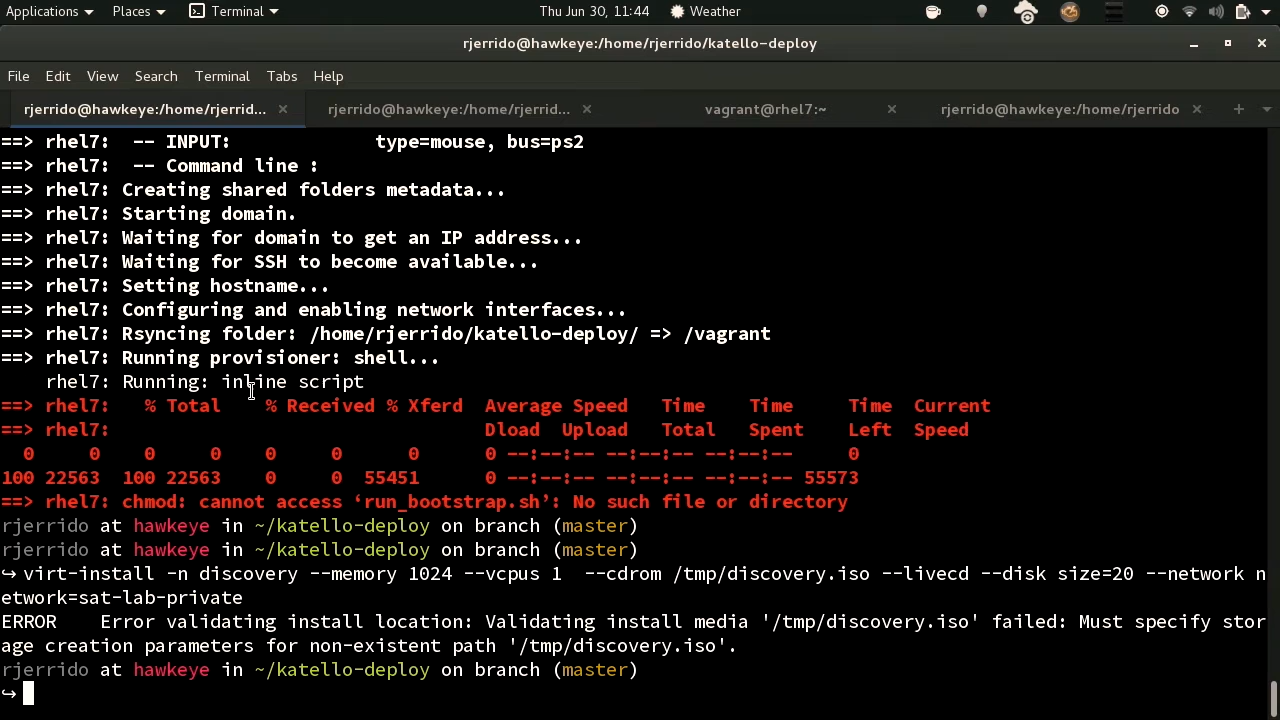 Applications Places Terminal Thu Jun 30, 11:44 Weather
rjerrido@hawkeye:/home/rjerrido/katello-deploy
File Edit View Search Terminal Tabs Help
rjerrido@hawkeye:/home/rjerrid... rjerrido@hawkeye:/home/rjerrid... vagrant@rhel7:~ rjerrido@hawkeye:/home/rjerrido
==> rhel7:  -- INPUT:             type=mouse, bus=ps2
==> rhel7:  -- Command line :
==> rhel7: Creating shared folders metadata...
==> rhel7: Starting domain.
==> rhel7: Waiting for domain to get an IP address...
==> rhel7: Waiting for SSH to become available...
==> rhel7: Setting hostname...
==> rhel7: Configuring and enabling network interfaces...
==> rhel7: Rsyncing folder: /home/rjerrido/katello-deploy/ => /vagrant
==> rhel7: Running provisioner: shell...
    rhel7: Running: inline script
==> rhel7:   % Total    % Received % Xferd  Average Speed   Time    Time     Time  Current
==> rhel7:                                  Dload  Upload   Total   Spent    Left  Speed
  0     0    0     0    0     0      0      0 --:--:-- --:--:-- --:--:--     0
100 22563  100 22563    0     0  55451      0 --:--:-- --:--:-- --:--:-- 55573
==> rhel7: chmod: cannot access ‘run_bootstrap.sh’: No such file or directory
rjerrido at hawkeye in ~/katello-deploy on branch (master)
rjerrido at hawkeye in ~/katello-deploy on branch (master)
↪ virt-install -n discovery --memory 1024 --vcpus 1  --cdrom /tmp/discovery.iso --livecd --disk size=20 --network n
etwork=sat-lab-private
ERROR    Error validating install location: Validating install media '/tmp/discovery.iso' failed: Must specify stor
age creation parameters for non-existent path '/tmp/discovery.iso'.
rjerrido at hawkeye in ~/katello-deploy on branch (master)
↪